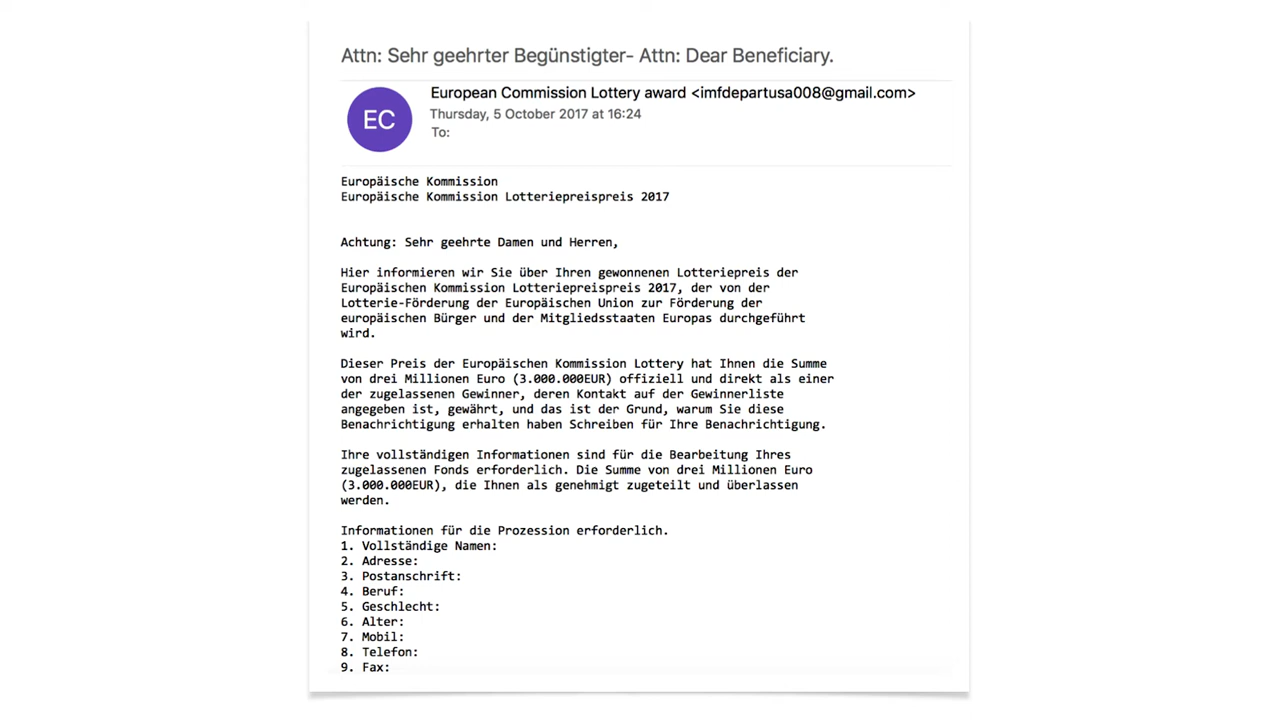 Attn: Sehr geehrter Begünstigter- Attn: Dear Beneficiary.
EC
European Commission Lottery award <imfdepartusa008@gmail.com>
Thursday, 5 October 2017 at 16:24
To:
Europäische Kommission
Europäische Kommission Lotteriepreispreis 2017
Achtung: Sehr geehrte Damen und Herren,
Hier informieren wir Sie über Ihren gewonnenen Lotteriepreis der
Europäischen Kommission Lotteriepreispreis 2017, der von der
Lotterie-Förderung der Europäischen Union zur Förderung der
europäischen Bürger und der Mitgliedsstaaten Europas durchgeführt
wird.
Dieser Preis der Europäischen Kommission Lottery hat Ihnen die Summe
von drei Millionen Euro (3.000.000EUR) offiziell und direkt als einer
der zugelassenen Gewinner, deren Kontakt auf der Gewinnerliste
angegeben ist, gewährt, und das ist der Grund, warum Sie diese
Benachrichtigung erhalten haben Schreiben für Ihre Benachrichtigung.
Ihre vollständigen Informationen sind für die Bearbeitung Ihres
zugelassenen Fonds erforderlich. Die Summe von drei Millionen Euro
(3.000.000EUR), die Ihnen als genehmigt zugeteilt und überlassen
werden.
Informationen für die Prozession erforderlich.
1. Vollständige Namen:
2. Adresse:
3. Postanschrift:
4. Beruf:
5. Geschlecht:
6. Alter:
7. Mobil:
8. Telefon:
9. Fax: